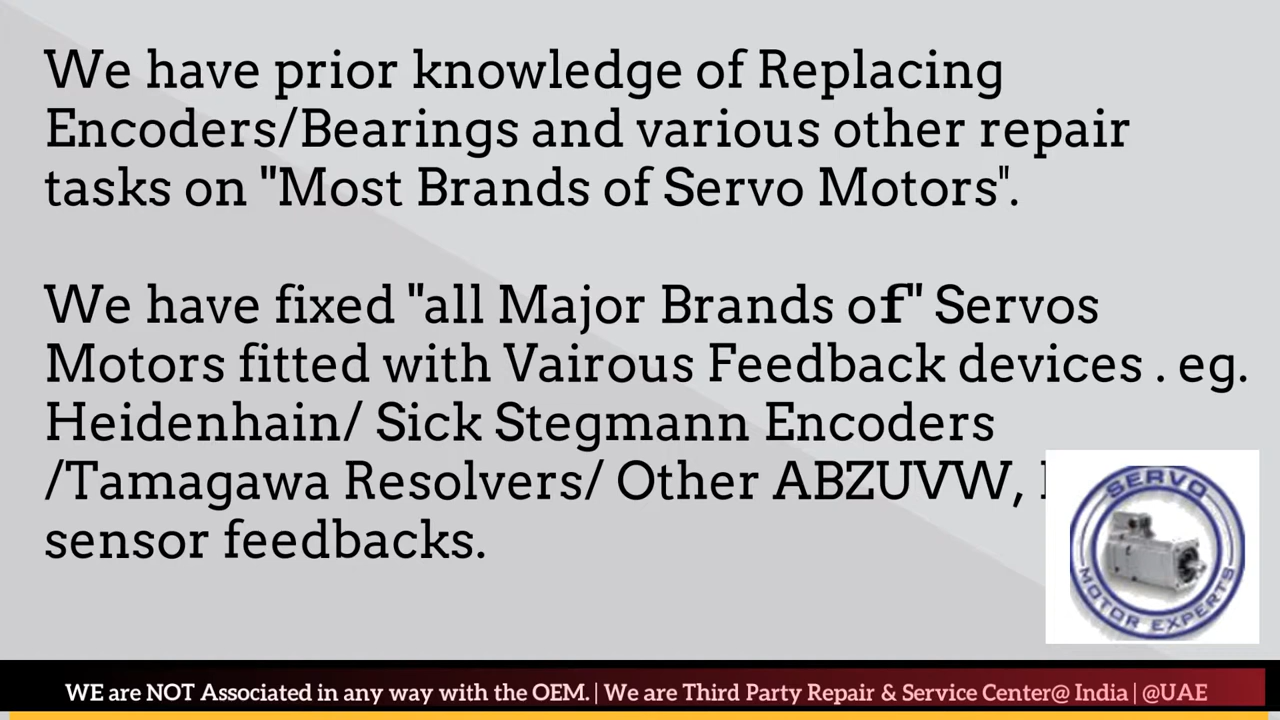 We have prior knowledge of Replacing
Encoders/Bearings and various other repair
tasks on "Most Brands of Servo Motors".
We have fixed "all Major Brands of" Servos
Motors fitted with Vairous Feedback devices . eg.
Heidenhain/ Sick Stegmann Encoders
/Tamagawa Resolvers/ Other ABZUVW,
sensor feedbacks.
SERVO
MOTOR EXPERTS
WE are NOT Associated in any way with the OEM. | We are Third Party Repair & Service Center@ India | @UAE